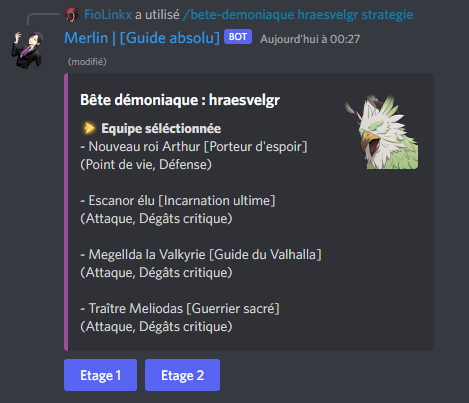 FioLinkx a utilisé /bete-demoniaque hraesvelgr strategie
Merlin | [Guide absolu] BOT Aujourd'hui à 00:27
(modifié)
Bête démoniaque : hraesvelgr
Equipe séléctionnée
- Nouveau roi Arthur [Porteur d'espoir]
(Point de vie, Défense)
- Escanor élu [Incarnation ultime]
(Attaque, Dégâts critique)
- Megellda la Valkyrie [Guide du Valhalla]
(Attaque, Dégâts critique)
- Traître Meliodas [Guerrier sacré]
(Attaque, Dégâts critique)
Etage 1
Etage 2